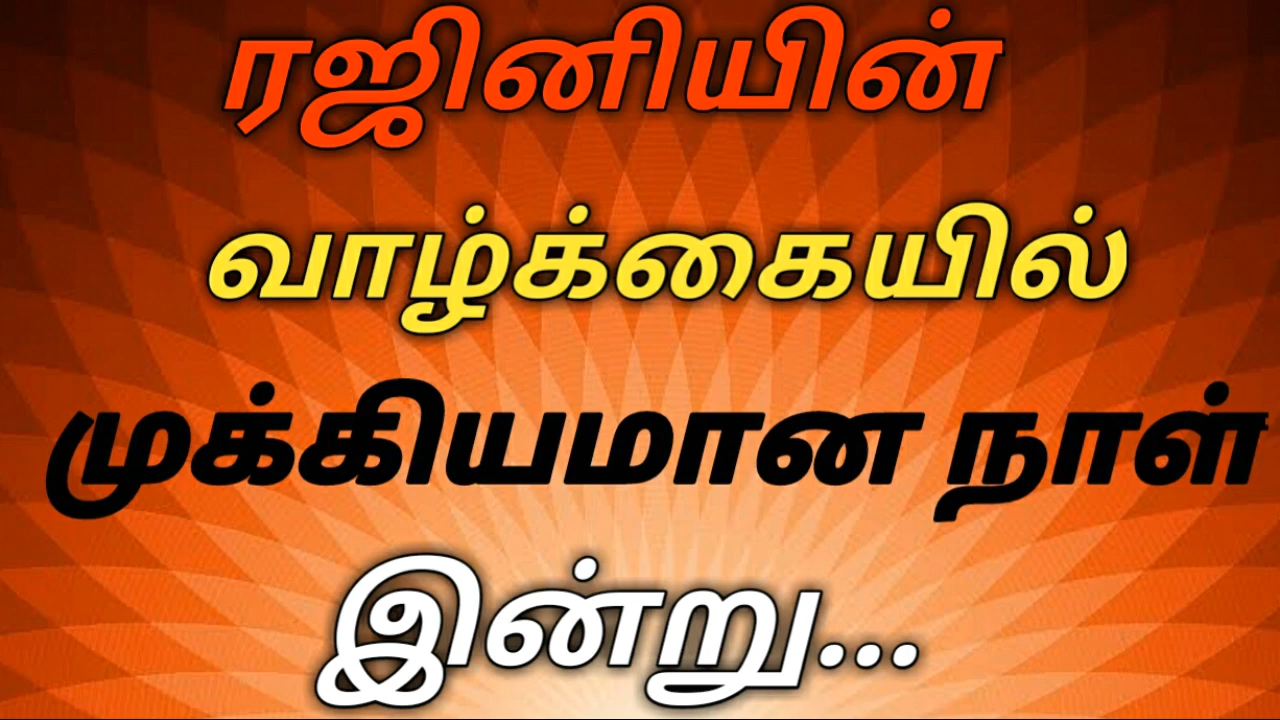 ரஜினியின்
வாழ்க்கையில்
முக்கியமான நாள்
இன்று...